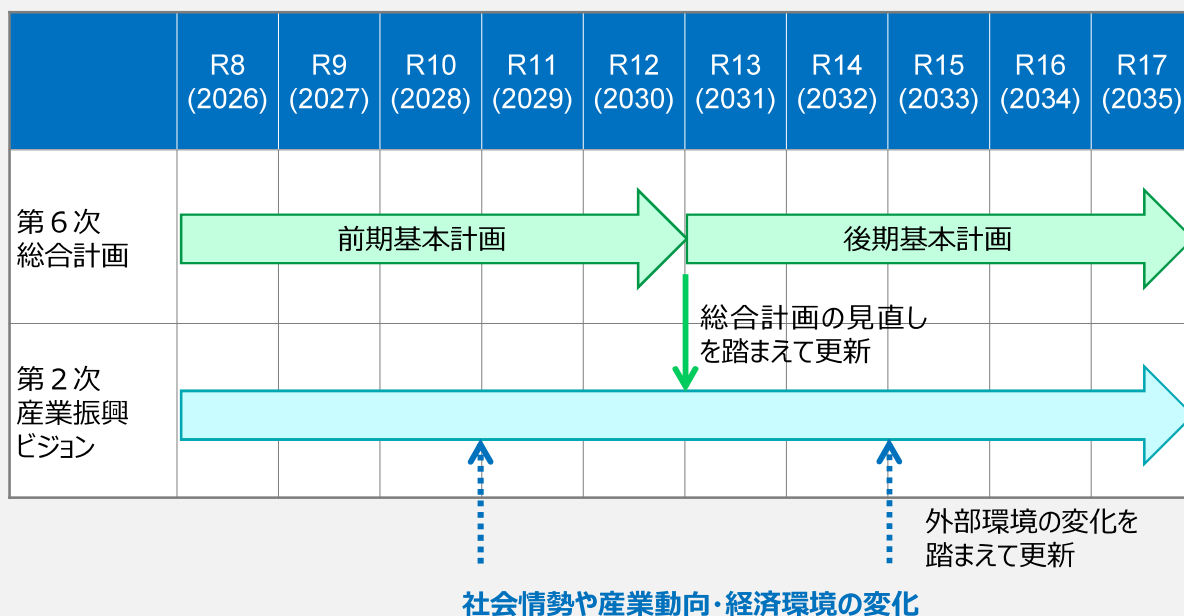 R8
(2026)
R9
(2027)
R10
(2028)
R11
(2029)
R12
(2030)
R13
(2031)
R14
(2032)
R15
(2033)
R16
(2034)
R17
(2035)
第６次
総合計画
前期基本計画
後期基本計画
総合計画の見直し
を踏まえて更新
第２次
産業振興
ビジョン
外部環境の変化を
踏まえて更新
社会情勢や産業動向・経済環境の変化